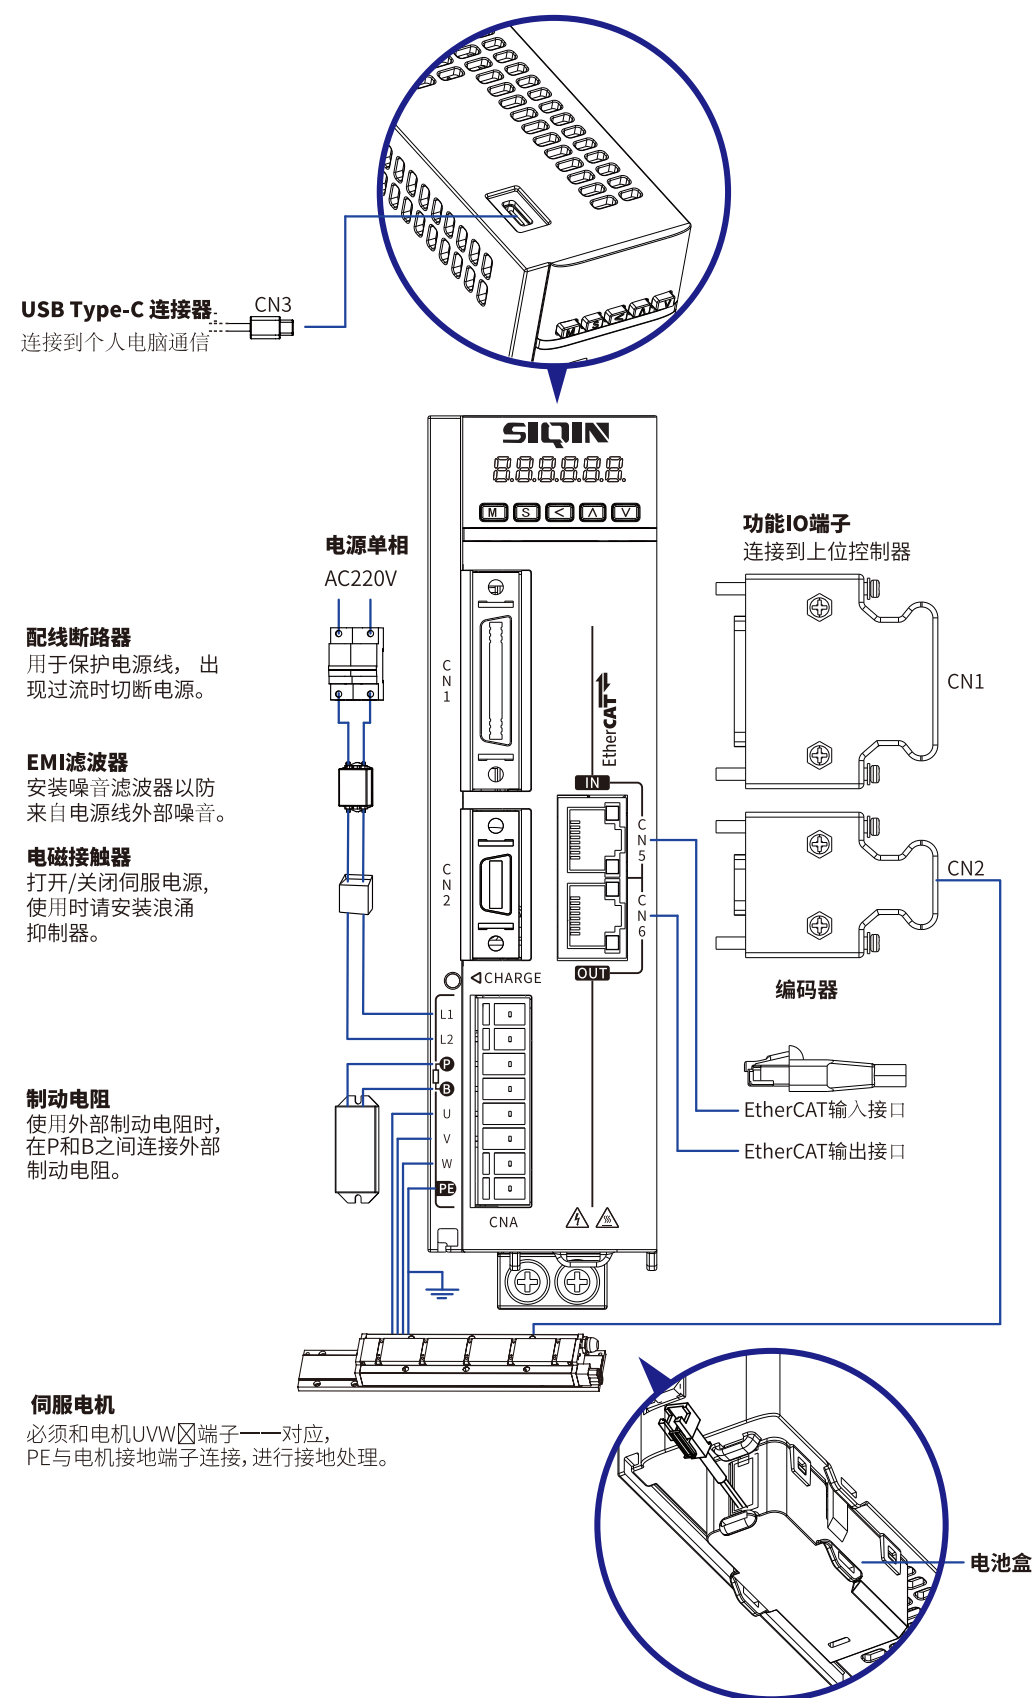 USB Type-C 连接器
CN3
连接到个人电脑通信
M S < ∧ ∨
SIQIN
8.8.8.8.8.8.
M S < ∧ ∨
电源单相
AC220V
功能IO端子
连接到上位控制器
配线断路器
用于保护电源线， 出
现过流时切断电源。
CN1
CN1
EtherCAT
EMI滤波器
安装噪音滤波器以防
来自电源线外部噪音。
IN
CN5
电磁接触器
打开/关闭伺服电源,
使用时请安装浪涌
抑制器。
CN2
CN2
CN6
OUT
CHARGE
编码器
L1
L2
P
B
U
V
W
PE
制动电阻
使用外部制动电阻时,
在P和B之间连接外部
制动电阻。
EtherCAT输入接口
EtherCAT输出接口
CNA
伺服电机
必须和电机UVW端子一一对应,
PE与电机接地端子连接,进行接地处理。
电池盒